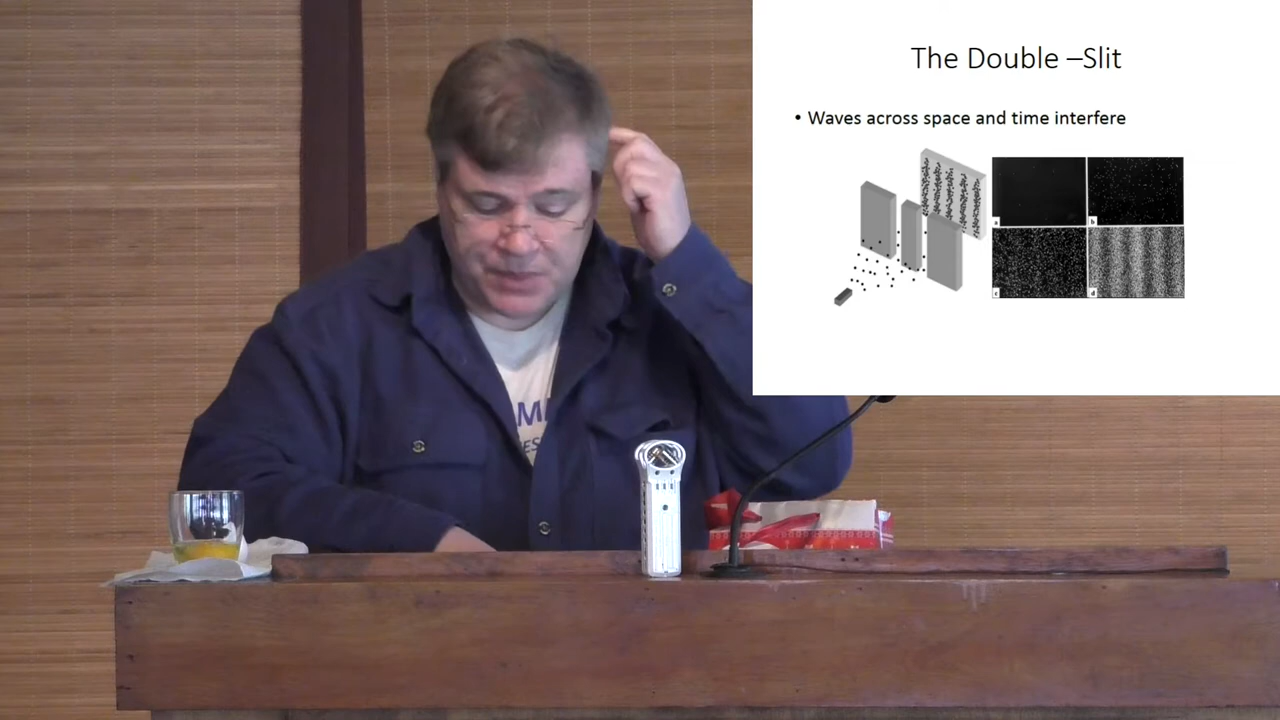 The Double –Slit
• Waves across space and time interfere
a
b
c
d